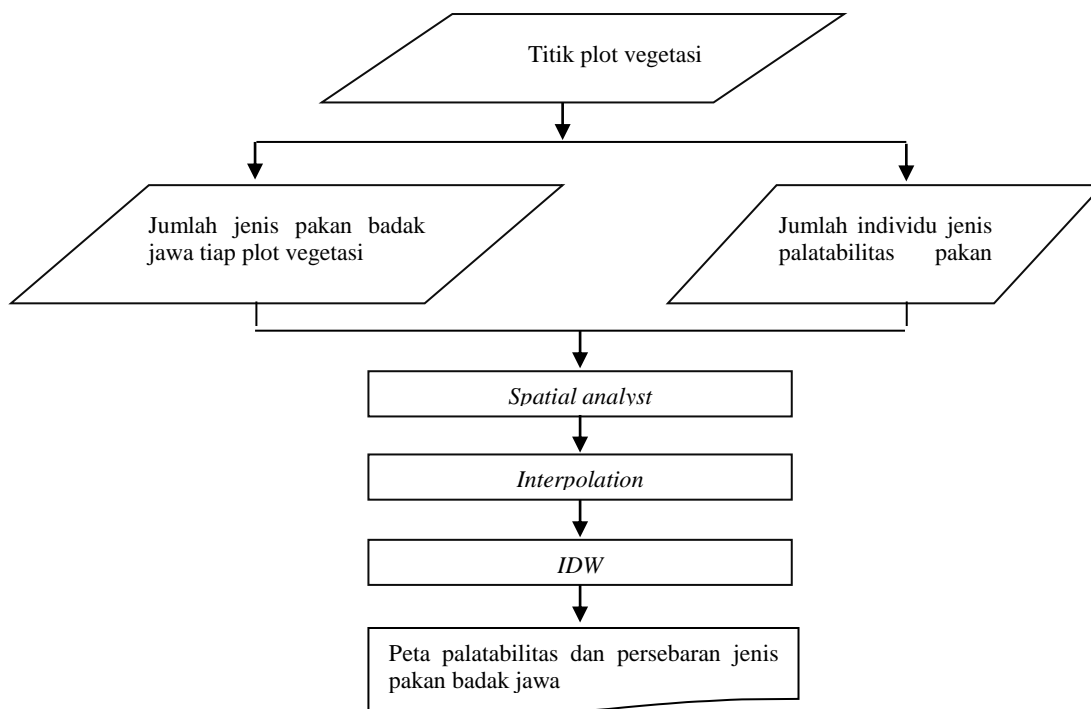 Titik plot vegetasi
Jumlah jenis pakan badak
jawa tiap plot vegetasi
Jumlah individu jenis
palatabilitas pakan
Spatial analyst
Interpolation
IDW
Peta palatabilitas dan persebaran jenis
pakan badak jawa